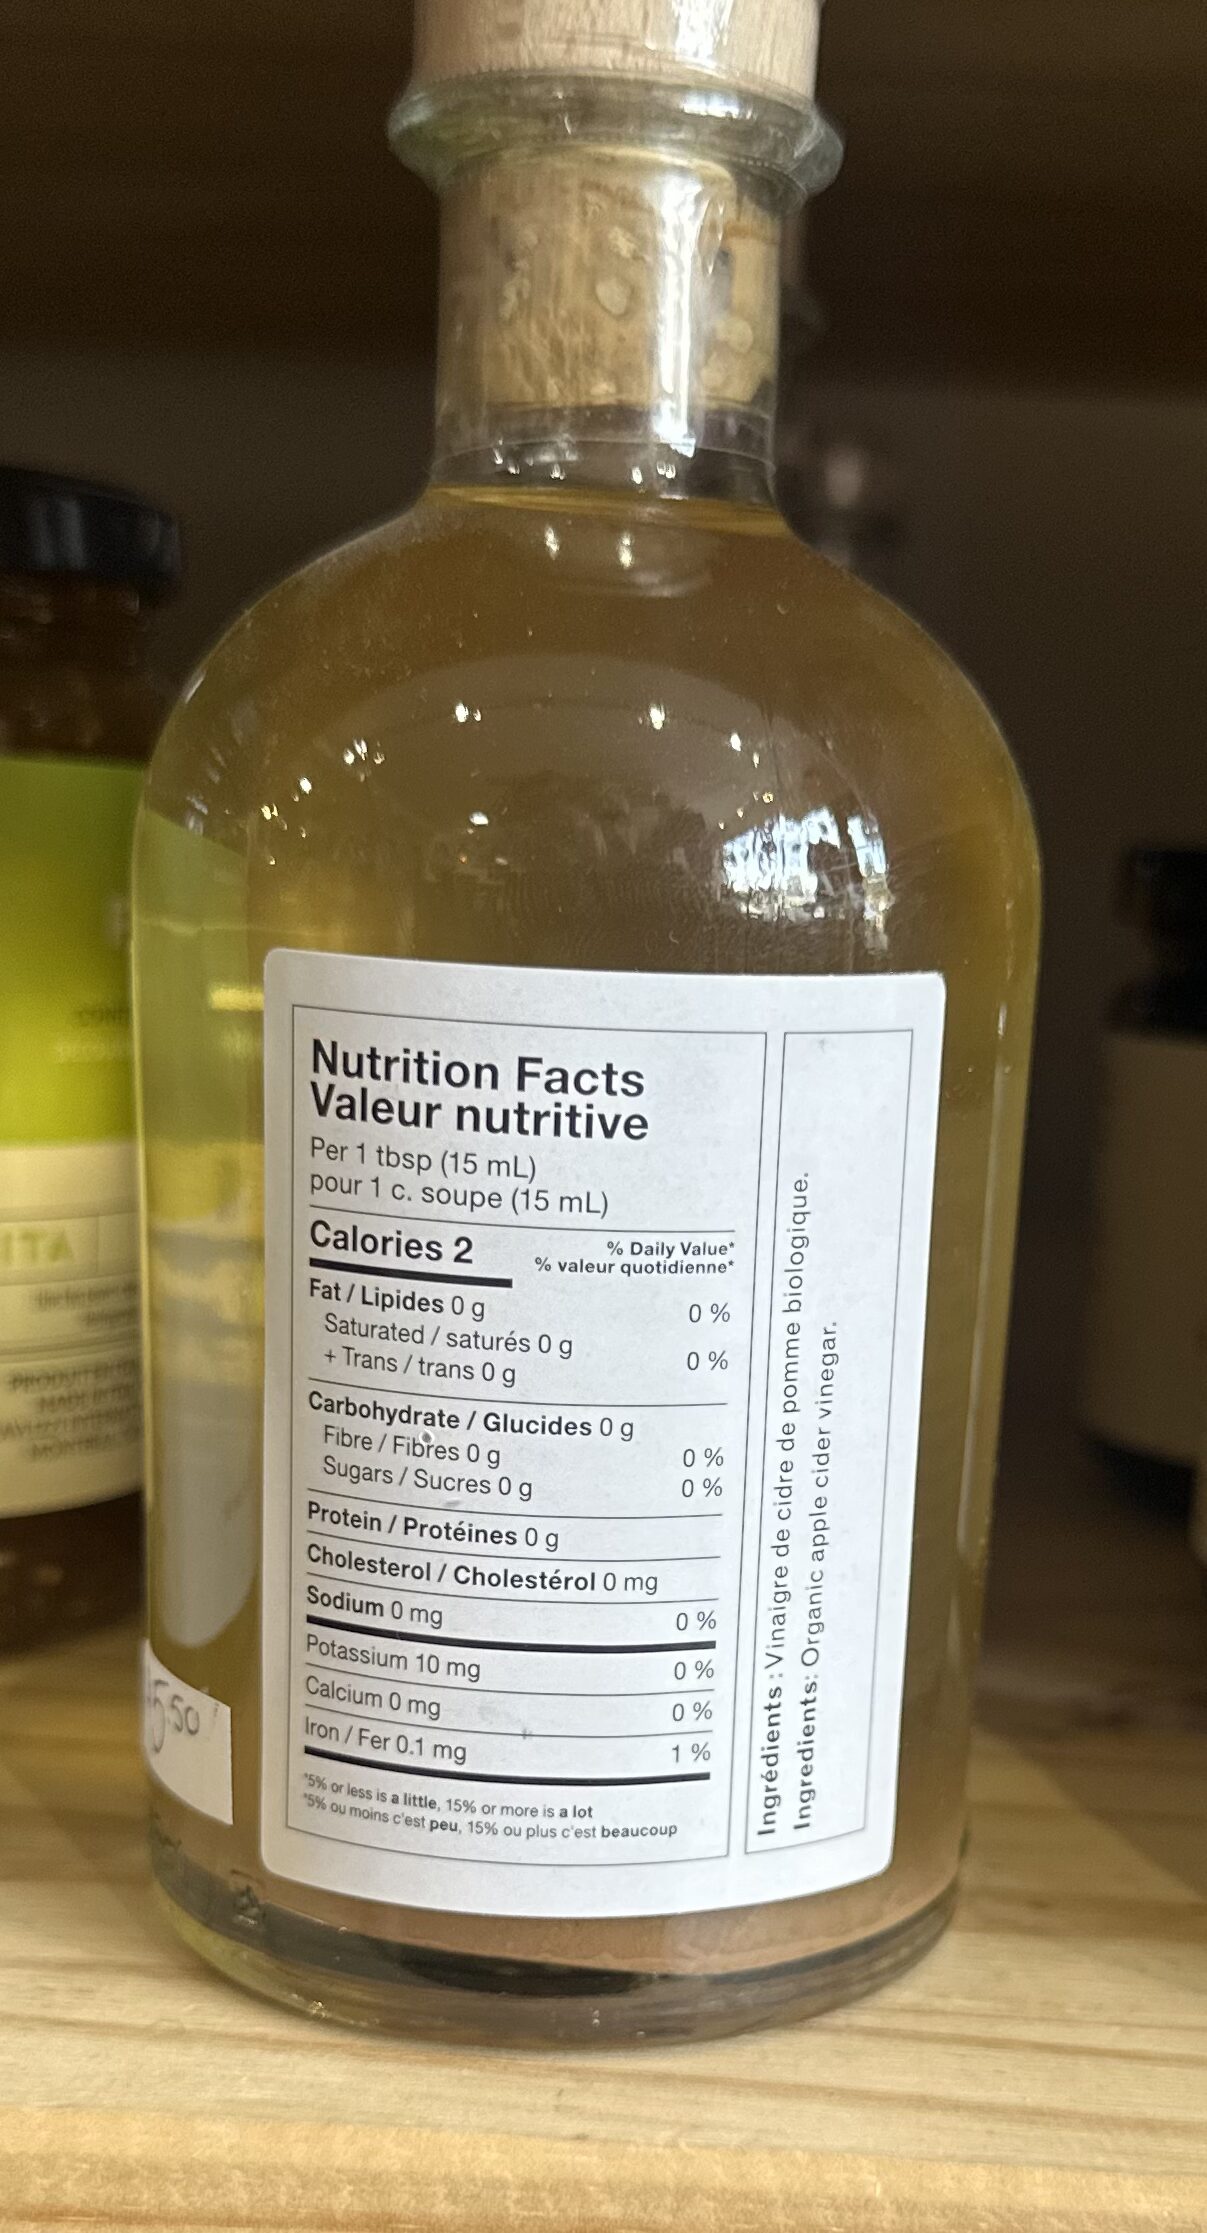 Nutrition Facts
Valeur nutritive
Per 1 tbsp (15 mL)
pour 1 c. soupe (15 mL)
Calories 2
% Daily Value*
% valeur quotidienne*
Fat / Lipides 0 g 0 %
Saturated / saturés 0 g
+ Trans / trans 0 g 0 %
Carbohydrate / Glucides 0 g
Fibre / Fibres 0 g 0 %
Sugars / Sucres 0 g 0 %
Protein / Protéines 0 g
Cholesterol / Cholestérol 0 mg
Sodium 0 mg 0 %
Potassium 10 mg 0 %
Calcium 0 mg 0 %
Iron / Fer 0.1 mg 1 %
*5% or less is a little, 15% or more is a lot
*5% ou moins c'est peu, 15% ou plus c'est beaucoup
Ingrédients : Vinaigre de cidre de pomme biologique.
Ingredients: Organic apple cider vinegar.
5.50
ITA